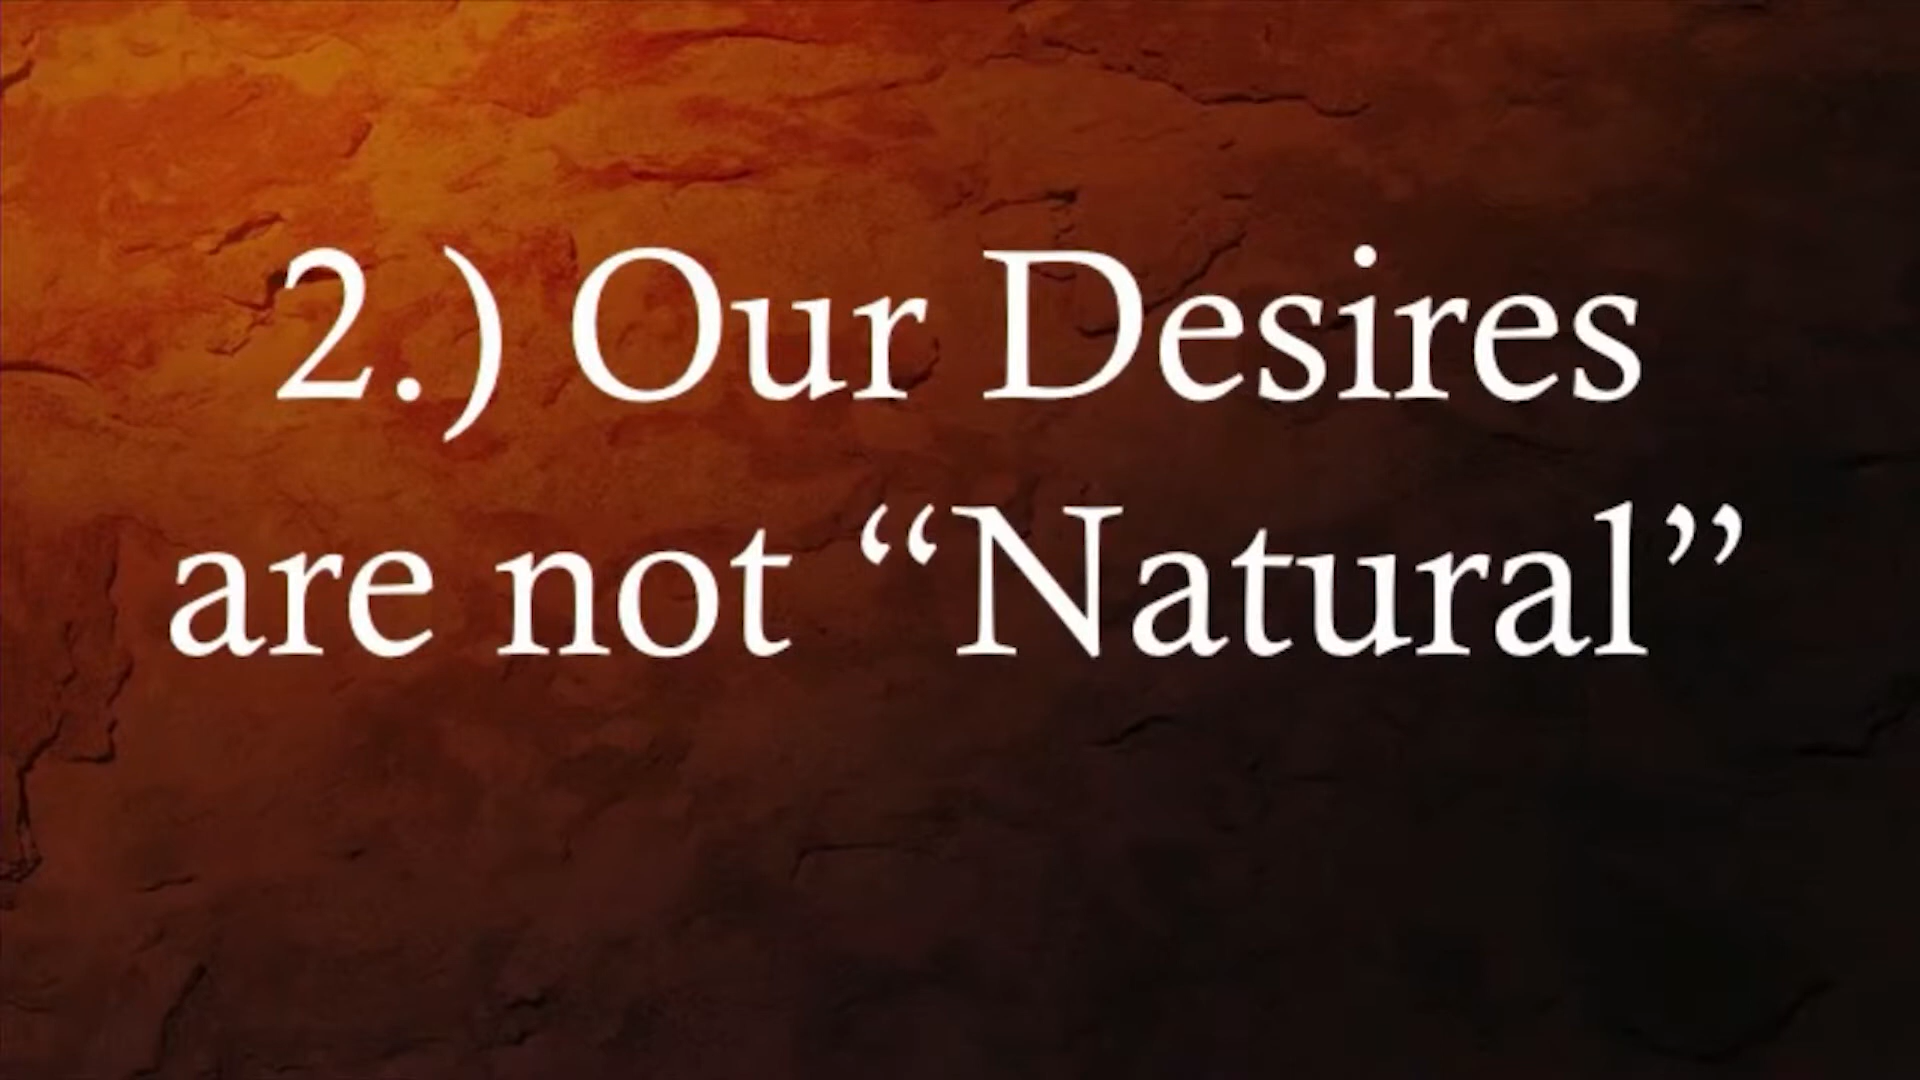 2.) Our Desires
are not “Natural”